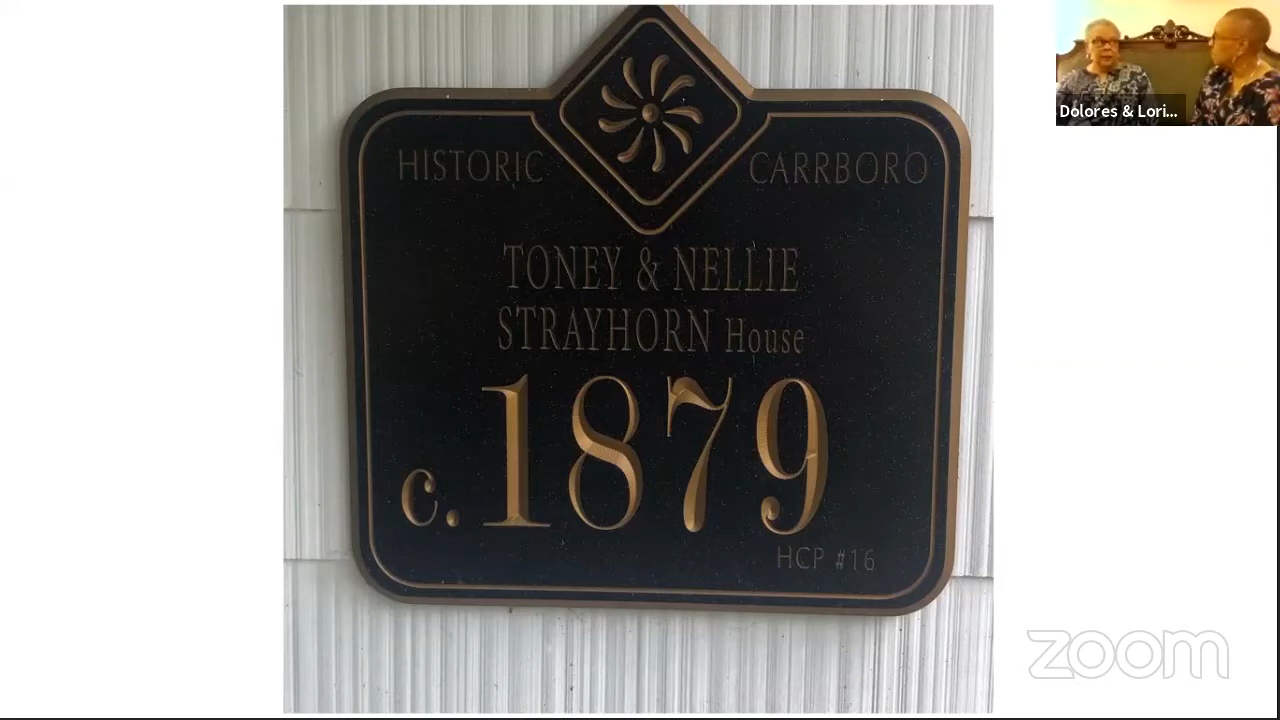 HISTORIC CARRBORO
TONEY & NELLIE
STRAYHORN House
c. 1879
HCP #16
Dolores & Lori...
zoom